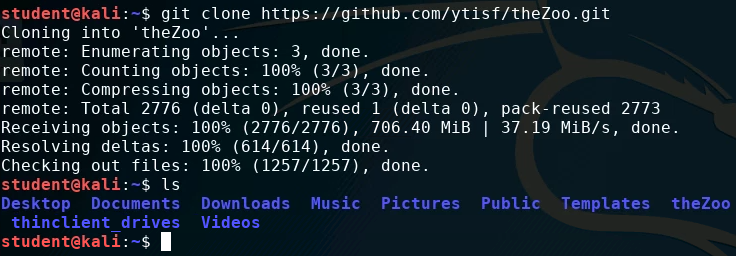 student@kali:~$ git clone https://github.com/ytisf/theZoo.git
Cloning into 'theZoo'...
remote: Enumerating objects: 3, done.
remote: Counting objects: 100% (3/3), done.
remote: Compressing objects: 100% (3/3), done.
remote: Total 2776 (delta 0), reused 1 (delta 0), pack-reused 2773
Receiving objects: 100% (2776/2776), 706.40 MiB | 37.19 MiB/s, done.
Resolving deltas: 100% (614/614), done.
Checking out files: 100% (1257/1257), done.
student@kali:~$ ls
Desktop  Documents  Downloads  Music  Pictures  Public  Templates  theZoo
 thinclient_drives  Videos
student@kali:~$